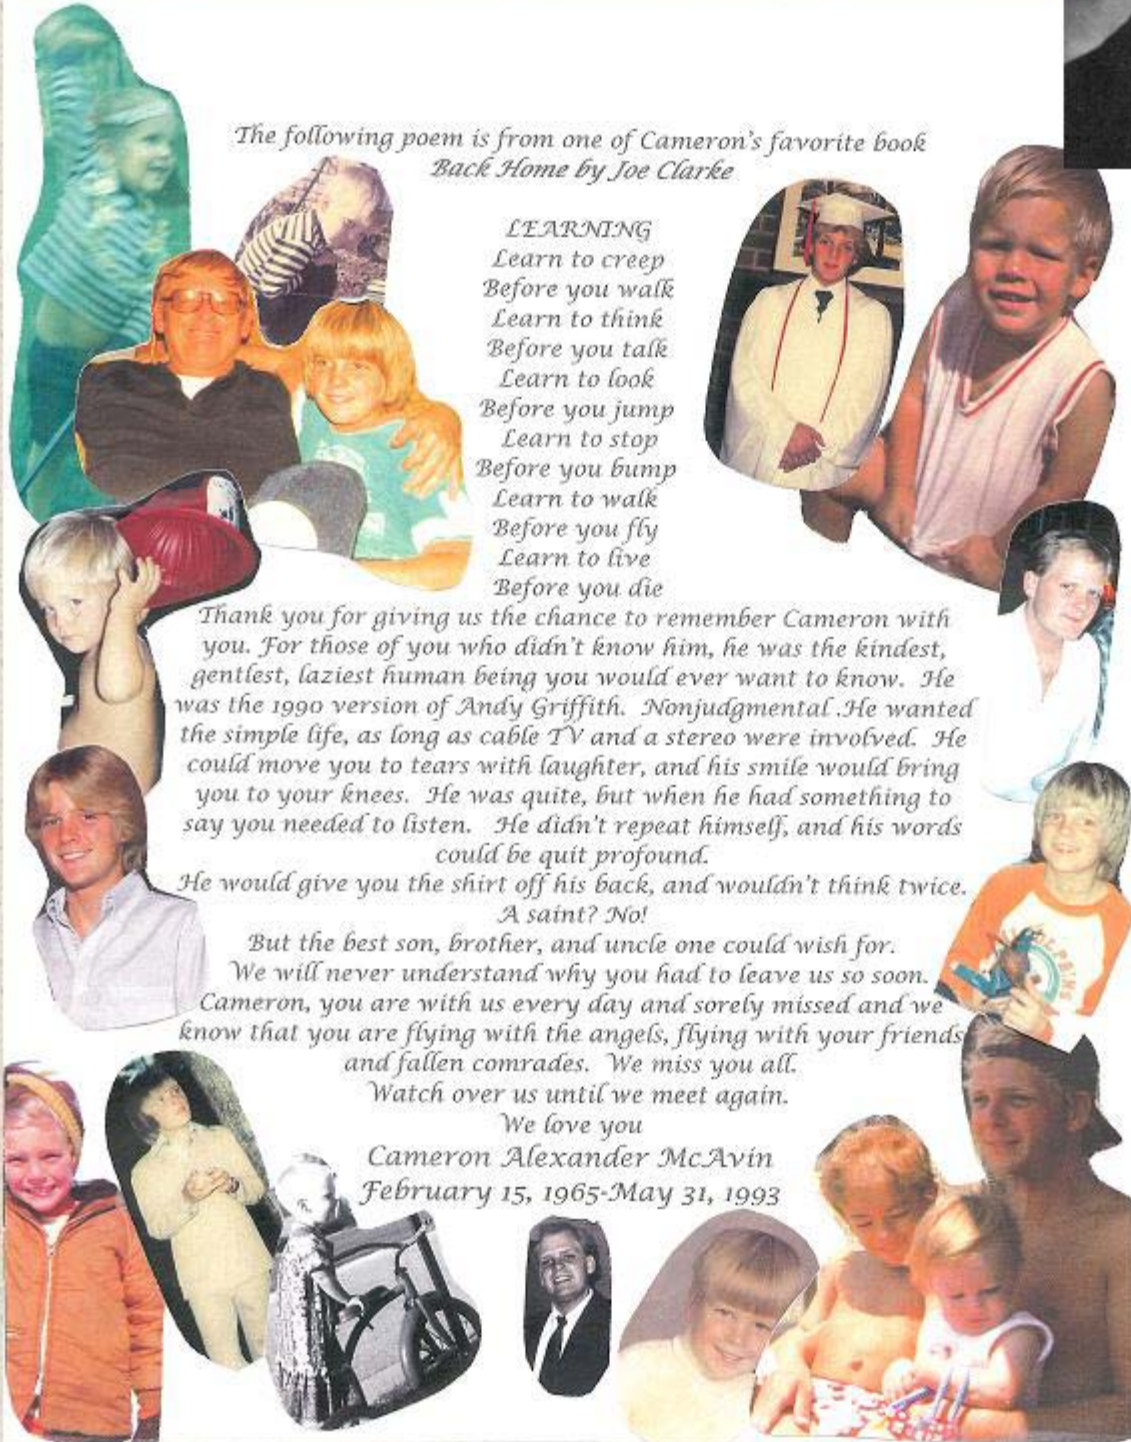 The following poem is from one of Cameron's favorite book
Back Home by Joe Clarke
LEARNING
Learn to creep
Before you walk
Learn to think
Before you talk
Learn to look
Before you jump
Learn to stop
Before you bump
Learn to walk
Before you fly
Learn to live
Before you die
Thank you for giving us the chance to remember Cameron with
you. For those of you who didn't know him, he was the kindest,
gentlest, laziest human being you would ever want to know. He
was the 1990 version of Andy Griffith. Nonjudgmental .He wanted
the simple life, as long as cable TV and a stereo were involved. He
could move you to tears with laughter, and his smile would bring
you to your knees. He was quite, but when he had something to
say you needed to listen. He didn't repeat himself, and his words
could be quit profound.
He would give you the shirt off his back, and wouldn't think twice.
A saint? No!
But the best son, brother, and uncle one could wish for.
We will never understand why you had to leave us so soon.
Cameron, you are with us every day and sorely missed and we
know that you are flying with the angels, flying with your friends
and fallen comrades. We miss you all.
Watch over us until we meet again.
We love you
Cameron Alexander McAvin
February 15, 1965-May 31, 1993